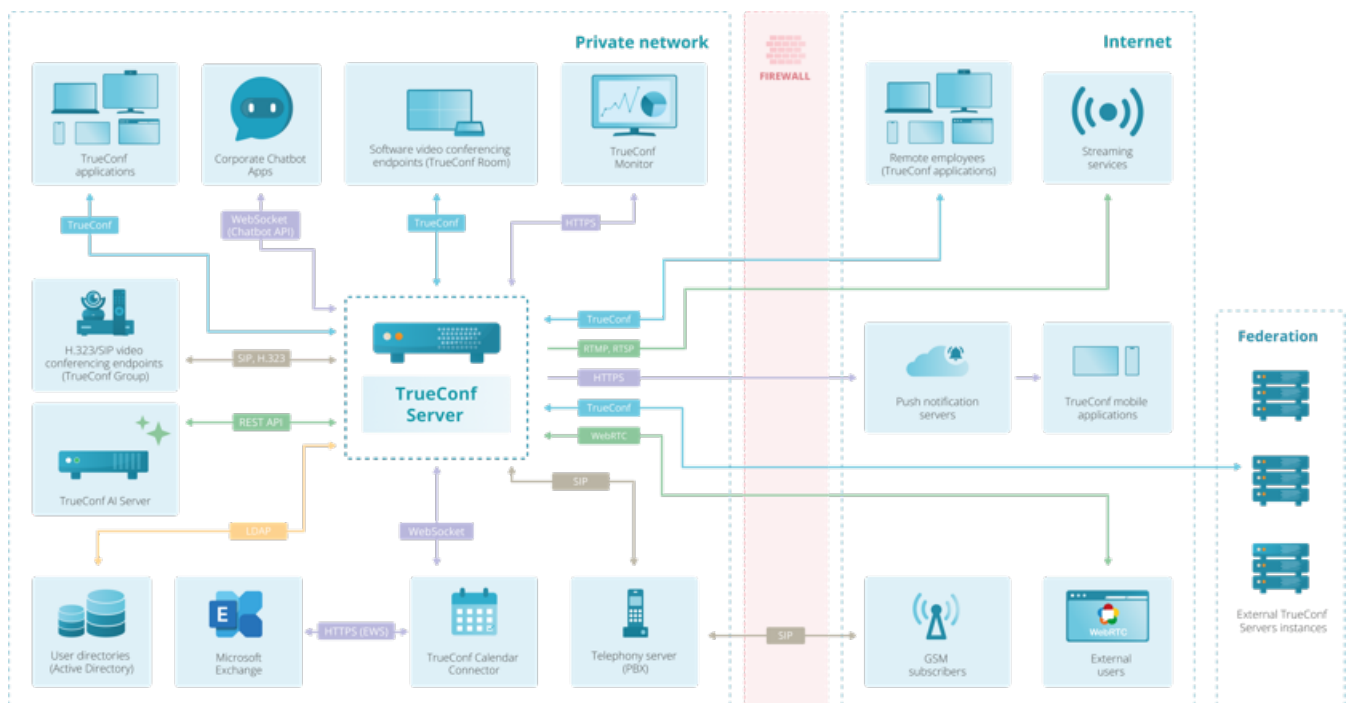 Private network
FIREWALL
Internet
TrueConf
applications
Corporate Chatbot
Apps
Software video conferencing
endpoints (TrueConf Room)
TrueConf
Monitor
Remote employees
(TrueConf applications)
Streaming
services
TrueConf
WebSocket
(Chatbot API)
TrueConf
HTTPS
H.323/SIP video
conferencing endpoints
(TrueConf Group)
SIP, H.323
TrueConf
Server
TrueConf
RTMP, RTSP
HTTPS
TrueConf
WebRTC
Push notification
servers
TrueConf mobile
applications
Federation
REST API
TrueConf AI Server
LDAP
WebSocket
SIP
User directories
(Active Directory)
E
Microsoft
Exchange
HTTPS (EWS)
TrueConf Calendar
Connector
Telephony server
(PBX)
SIP
GSM
subscribers
WebRTC
External
users
External TrueConf
Servers instances